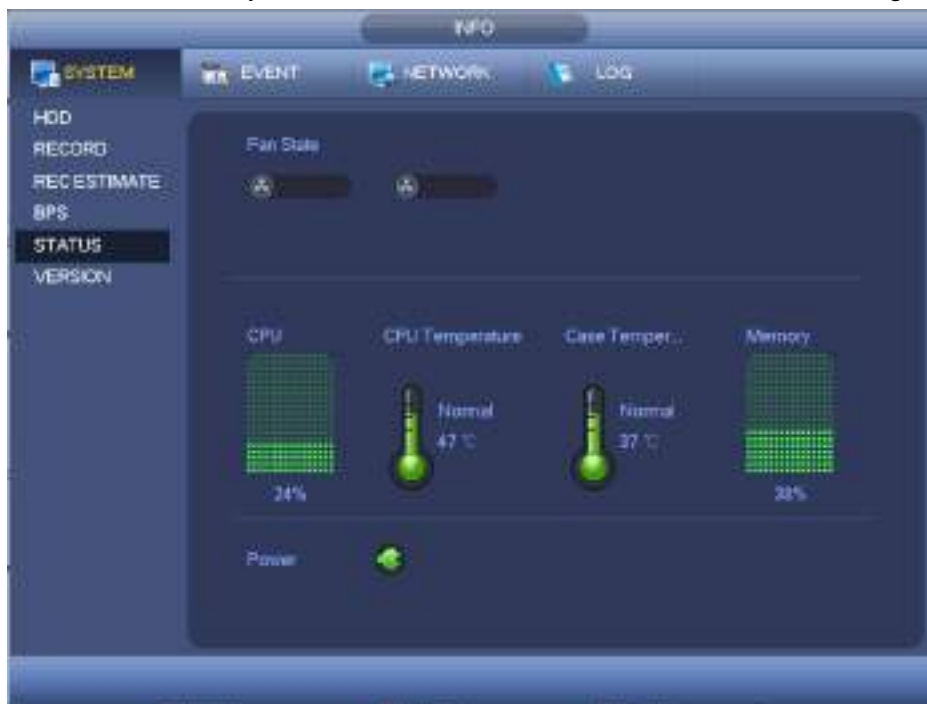 INFO
SYSTEM EVENT NETWORK LOG
HDD
RECORD
REC ESTIMATE
BPS
STATUS
VERSION
Fan State
CPU CPU Temperature Case Temper... Memory
Normal Normal
47 ℃ 37 ℃
24% 38%
Power